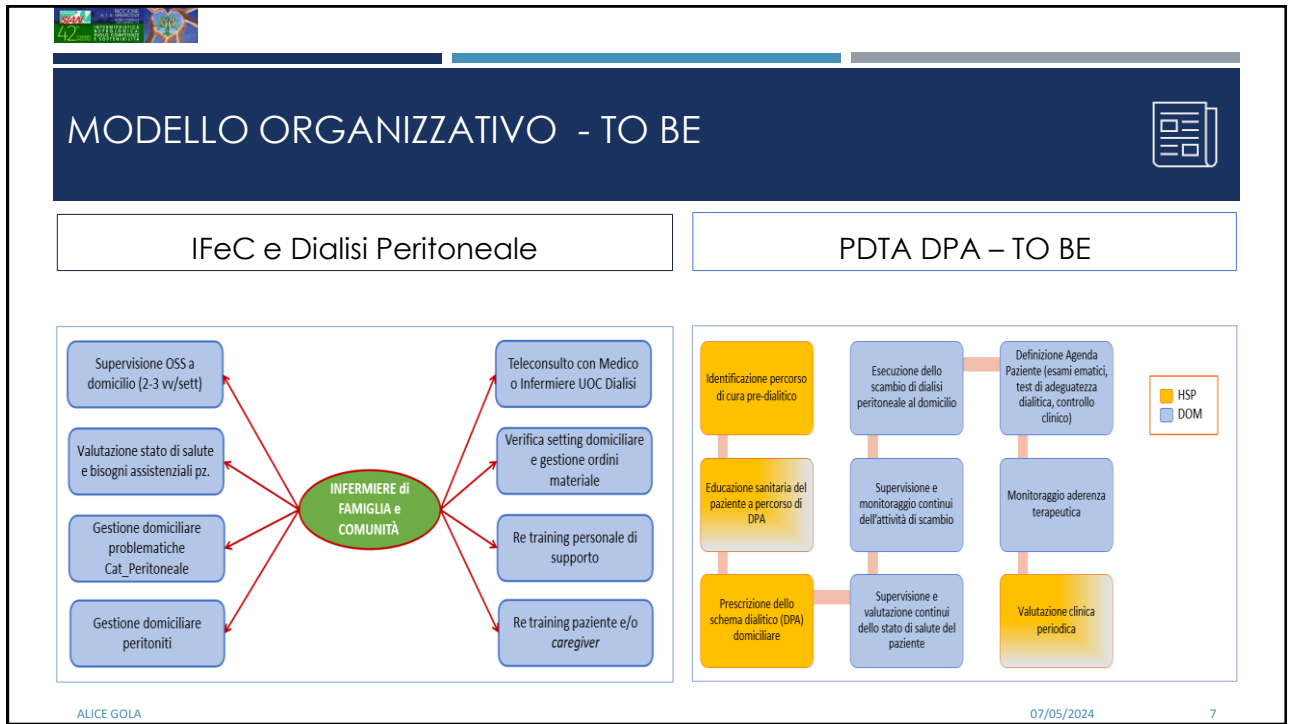 SIAN
42°
INFERMIERISTICA
NEFROLOGICA
E SOSTENIBILITÀ
MODELLO ORGANIZZATIVO - TO BE
IFeC e Dialisi Peritoneale
PDTA DPA – TO BE
Supervisione OSS a
domicilio (2-3 vv/sett)
Valutazione stato di salute
e bisogni assistenziali pz.
Gestione domiciliare
problematiche
Cat_Peritoneale
Gestione domiciliare
peritoniti
INFERMIERE di
FAMIGLIA e
COMUNITÀ
Teleconsulto con Medico
o Infermiere UOC Dialisi
Verifica setting domiciliare
e gestione ordini
materiale
Re training personale di
supporto
Re training paziente e/o
caregiver
Identificazione percorso
di cura pre-dialitico
Educazione sanitaria del
paziente a percorso di
DPA
Prescrizione dello
schema dialitico (DPA)
domiciliare
Esecuzione dello
scambio di dialisi
peritoneale al domicilio
Supervisione e
monitoraggio continui
dell'attività di scambio
Supervisione e
valutazione continui
dello stato di salute del
paziente
Definizione Agenda
Paziente (esami ematici,
test di adeguatezza
dialitica, controllo
clinico)
Monitoraggio aderenza
terapeutica
Valutazione clinica
periodica
HSP
DOM
ALICE GOLA
07/05/2024
7